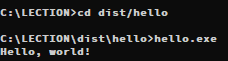 C:\LECTION>cd dist/hello
C:\LECTION\dist\hello>hello.exe
Hello, world!